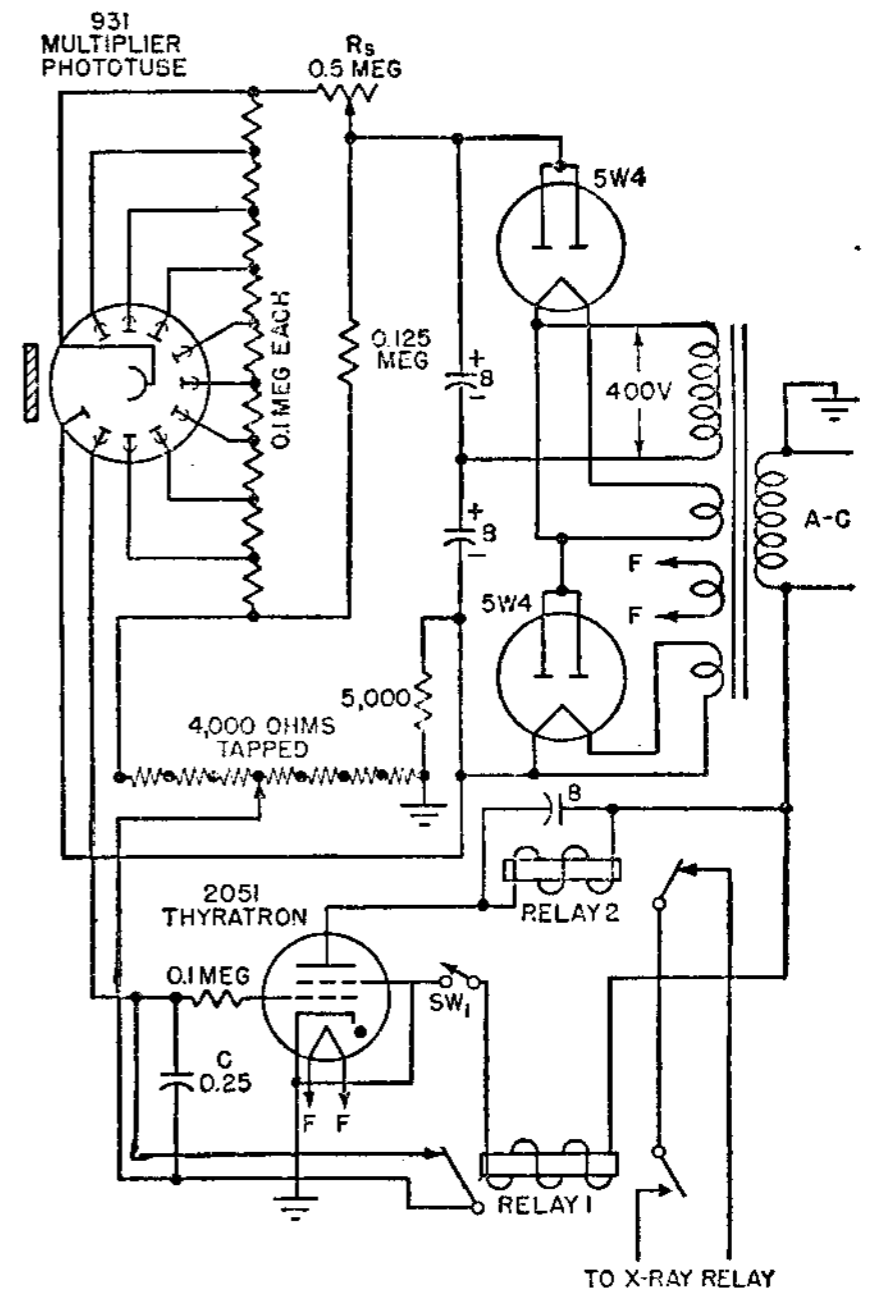 931
MULTIPLIER
PHOTOTUSE
Rs
0.5 MEG
5W4
0.1 MEG EACH
0.125
MEG
+
8
-
400V
+
8
-
A-C
F
F
5W4
5,000
4,000 OHMS
TAPPED
8
RELAY 2
2051
THYRATRON
0.1 MEG
SW1
C
0.25
F F
RELAY 1
TO X-RAY RELAY